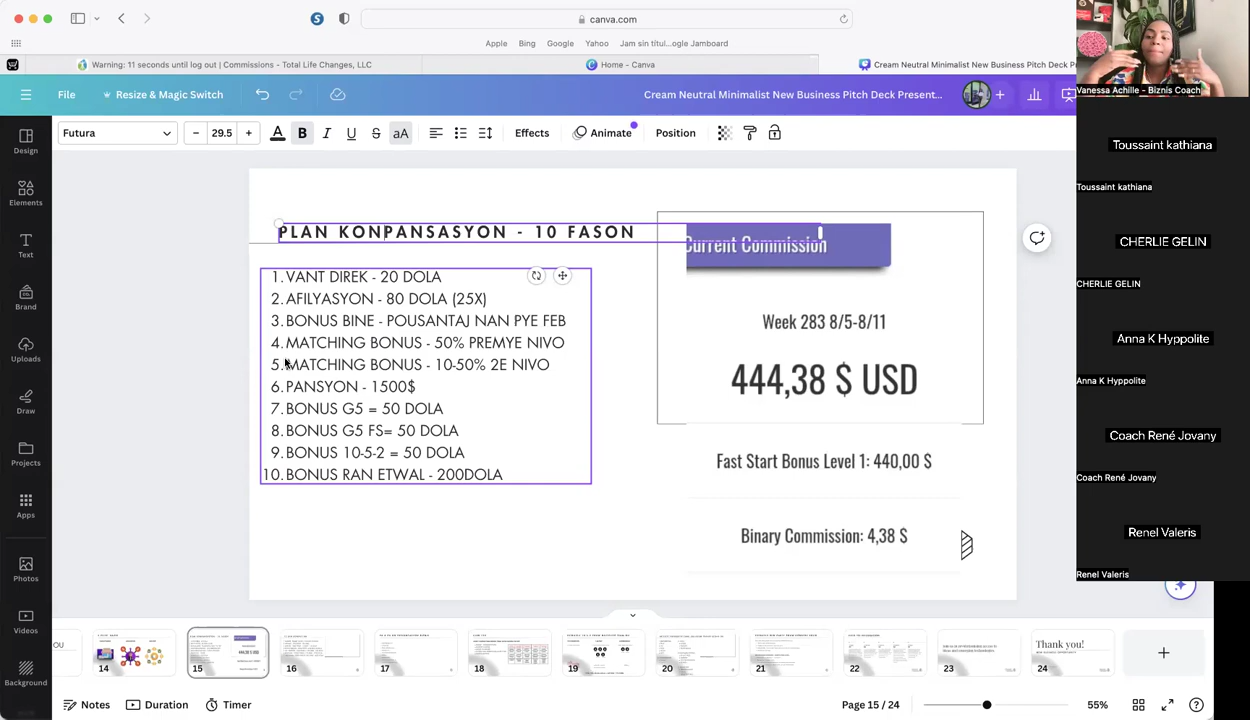 canva.com
Apple
Bing
Google
Yahoo
Jam sin titul...ogle Jamboard
Warning: 11 seconds until log out | Commissions - Total Life Changes, LLC
Home - Canva
Cream Neutral Minimalist New Business Pitch Deck Pr
File
Resize & Magic Switch
Cream Neutral Minimalist New Business Pitch Deck Present...
Vanessa Achille - Biznis Coach
Futura
29.5
A
B
I
U
S
aA
Effects
Animate
Position
Design
Elements
Text
Brand
Uploads
Draw
Projects
Apps
Photos
Videos
Background
PLAN KONPANSASYON - 10 FASON
1. VANT DIREK - 20 DOLA
2. AFILYASYON - 80 DOLA (25X)
3. BONUS BINE - POUSANTAJ NAN PYE FEB
4. MATCHING BONUS - 50% PREMYE NIVO
5. MATCHING BONUS - 10-50% 2E NIVO
6. PANSYON - 1500$
7. BONUS G5 = 50 DOLA
8. BONUS G5 FS= 50 DOLA
9. BONUS 10-5-2 = 50 DOLA
10. BONUS RAN ETWAL - 200DOLA
Current Commission
Week 283 8/5-8/11
444,38 $ USD
Fast Start Bonus Level 1: 440,00 $
Binary Commission: 4,38 $
Toussaint kathiana
Toussaint kathiana
CHERLIE GELIN
CHERLIE GELIN
Anna K Hyppolite
Anna K Hyppolite
Coach René Jovany
Coach René Jovany
Renel Valeris
Renel Valeris
OU
14
15
16
17
18
19
20
21
22
23
Thank you!
24
Notes
Duration
Timer
Page 15 / 24
55%